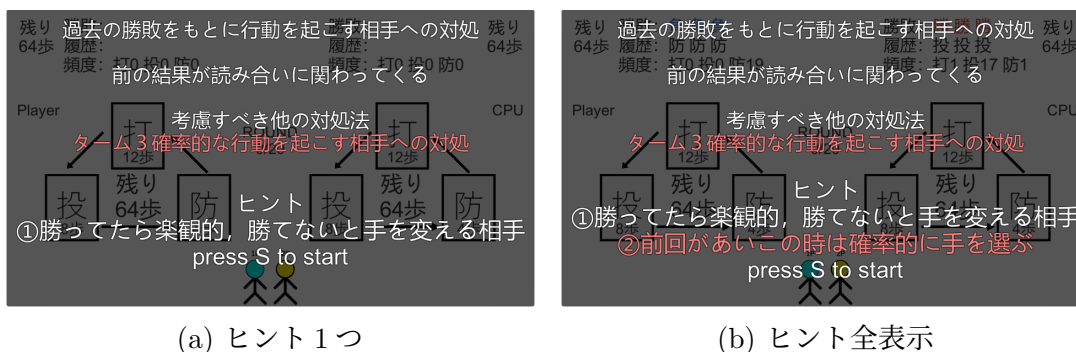 過去の勝敗をもとに行動を起こす相手への対処
残り 64歩
履歴:
頻度: 打0 投0 防0
残り 64歩
前の結果が読み合いに関わってくる
Player
CPU
考慮すべき他の対処法
ターム3確率的な行動を起こす相手への対処
打
12歩
打
12歩
投
残り 64歩
防
投
残り 64歩
防
ヒント
①勝ってたら楽観的,勝てないと手を変える相手
press S to start
(a) ヒント1つ
過去の勝敗をもとに行動を起こす相手への対処
残り 64歩
履歴: 防 防 防
履歴: 投 投 投
頻度: 打0 投0 防19
頻度: 打1 投17 防1
残り 64歩
前の結果が読み合いに関わってくる
Player
CPU
考慮すべき他の対処法
ターム3確率的な行動を起こす相手への対処
打
12歩
打
12歩
投
8歩
残り
防
4歩
投
8歩
残り
防
4歩
ヒント
①勝ってたら楽観的,勝てないと手を変える相手
②前回があいこの時は確率的に手を選ぶ
press S to start
(b) ヒント全表示